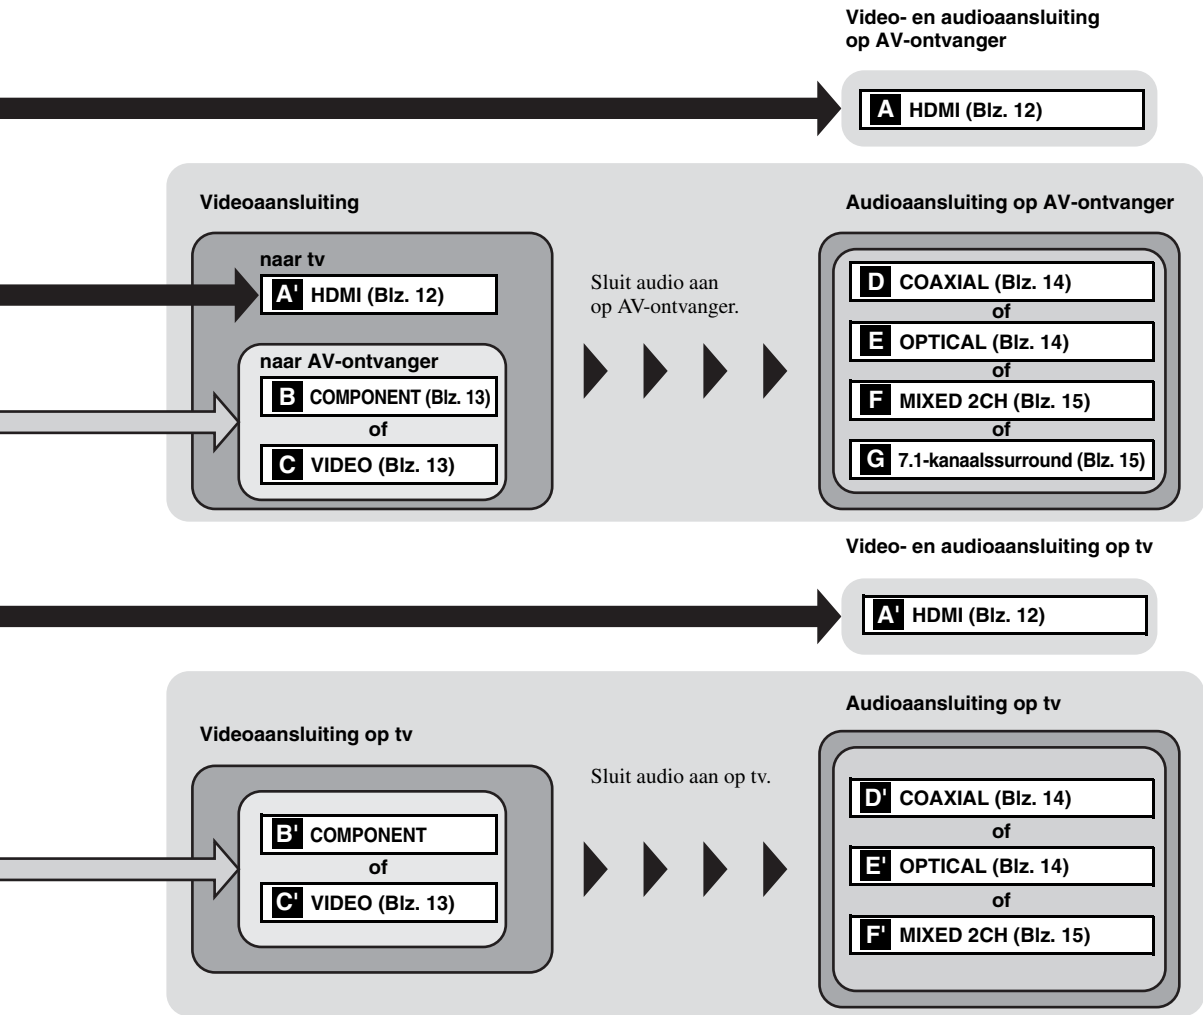 Video- en audioaansluiting
op AV-ontvanger
A HDMI (Blz. 12)
Videoaansluiting
naar tv
A' HDMI (Blz. 12)
naar AV-ontvanger
B COMPONENT (Blz. 13)
of
C VIDEO (Blz. 13)
Sluit audio aan
op AV-ontvanger.
Audioaansluiting op AV-ontvanger
D COAXIAL (Blz. 14)
of
E OPTICAL (Blz. 14)
of
F MIXED 2CH (Blz. 15)
of
G 7.1-kanaalssurround (Blz. 15)
Video- en audioaansluiting op tv
A' HDMI (Blz. 12)
Videoaansluiting op tv
B' COMPONENT
of
C' VIDEO (Blz. 13)
Sluit audio aan op tv.
Audioaansluiting op tv
D' COAXIAL (Blz. 14)
of
E' OPTICAL (Blz. 14)
of
F' MIXED 2CH (Blz. 15)